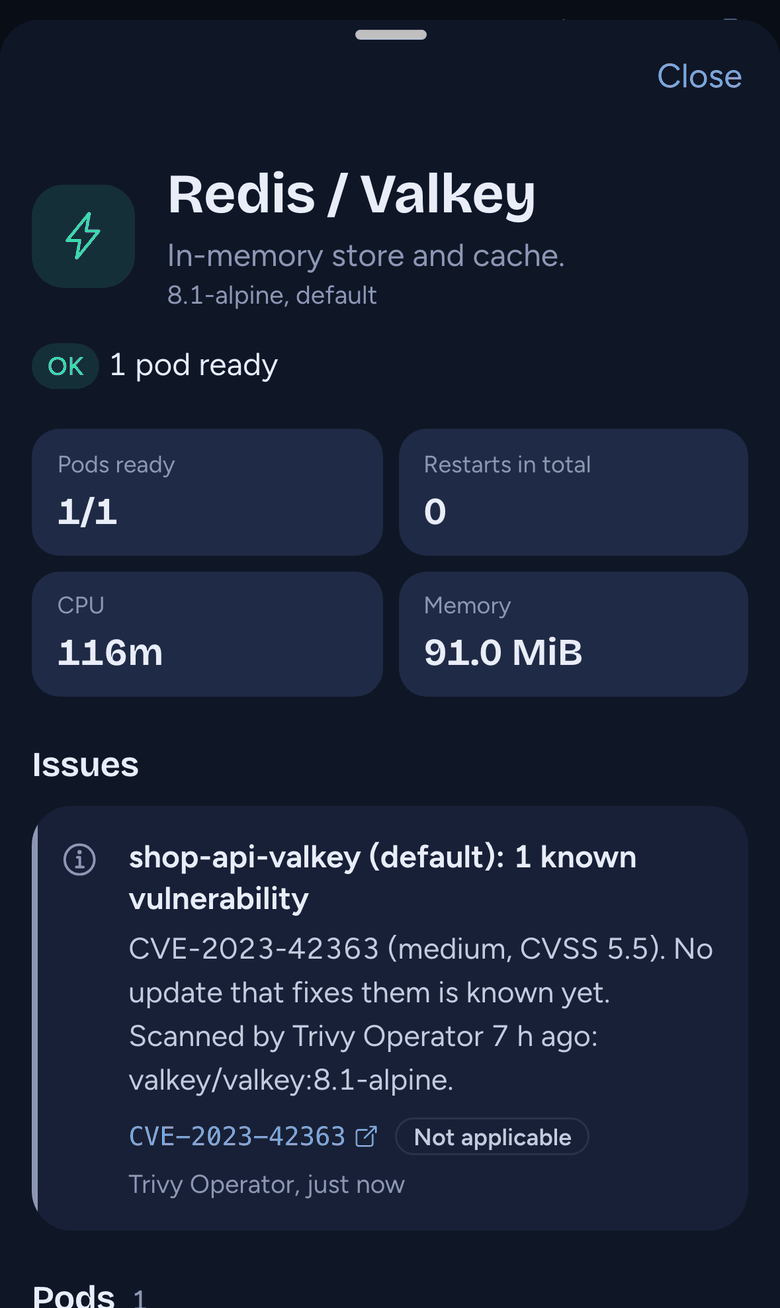 Close
Redis / Valkey
In-memory store and cache.
8.1-alpine, default
OK 1 pod ready
Pods ready
1/1
Restarts in total
0
CPU
116m
Memory
91.0 MiB
Issues
shop-api-valkey (default): 1 known
vulnerability
CVE-2023-42363 (medium, CVSS 5.5). No
update that fixes them is known yet.
Scanned by Trivy Operator 7 h ago:
valkey/valkey:8.1-alpine.
CVE-2023-42363 Not applicable
Trivy Operator, just now
Pods 1